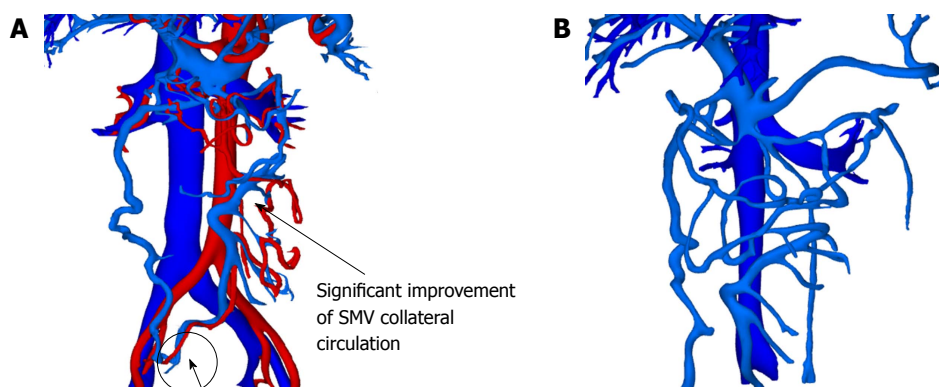 A
B
Significant improvement
of SMV collateral
circulation